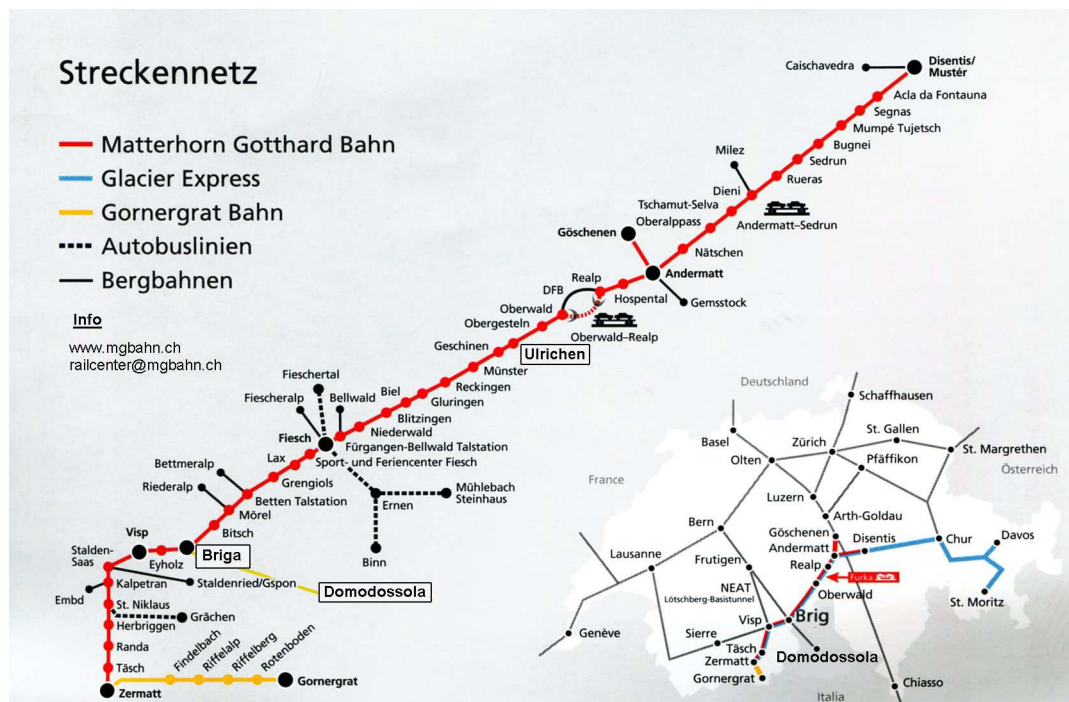 Streckennetz
Matterhorn Gotthard Bahn
Glacier Express
Gornergrat Bahn
Autobuslinien
Bergbahnen
Info
www.mgbahn.ch
railcenter@mgbahn.ch
Caischavedra
Disentis/
Mustér
Acla da Fontauna
Segnas
Mumpé Tujetsch
Bugnei
Sedrun
Rueras
Milez
Dieni
Andermatt–Sedrun
Tschamut-Selva
Oberalppass
Nätschen
Göschenen
Andermatt
Gemsstock
Hospental
Realp
DFB
Oberwald
Oberwald–Realp
Obergesteln
Ulrichen
Geschinen
Münster
Reckingen
Gluringen
Biel
Blitzingen
Niederwald
Bellwald
Fürgangen-Bellwald Talstation
Fieschertal
Fiescheralp
Fiesch
Sport- und Feriencenter Fiesch
Mühlebach
Steinhaus
Ernen
Binn
Lax
Grengiols
Bettmeralp
Betten Talstation
Riederalp
Mörel
Bitsch
Briga
Domodossola
Visp
Eyholz
Stalden-
Saas
Staldenried/Gspon
Kalpetran
Embd
St. Niklaus
Grächen
Herbriggen
Randa
Täsch
Zermatt
Findelbach
Riffelalp
Riffelberg
Rotenboden
Gornergrat
Deutschland
Schaffhausen
Basel
Zürich
St. Gallen
Olten
Pfäffikon
St. Margrethen
Österreich
France
Luzern
Arth-Goldau
Bern
Göschenen
Andermatt
Disentis
Chur
Davos
Lausanne
Frutigen
Realp
Furka
Oberwald
St. Moritz
NEAT
Lötschberg-Basistunnel
Genève
Sierre
Visp
Brig
Täsch
Zermatt
Domodossola
Gornergrat
Chiasso
Italia